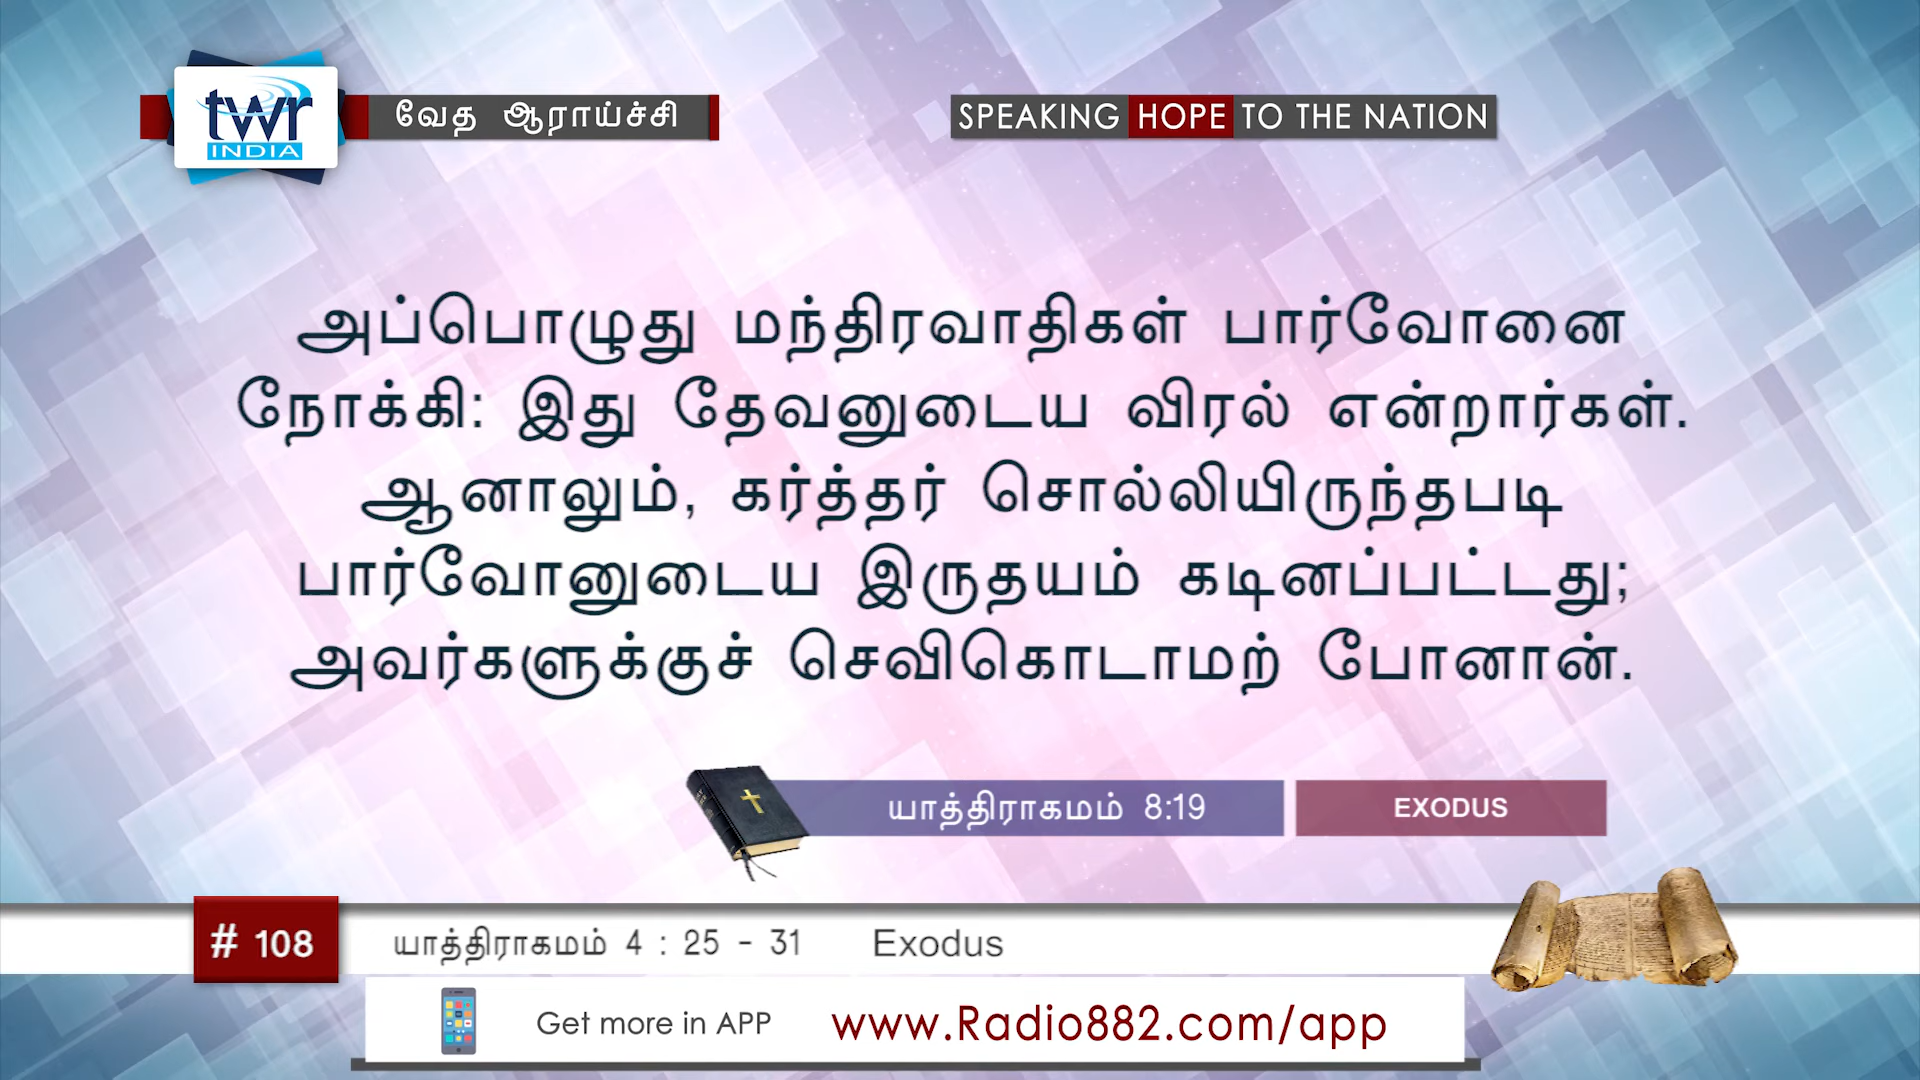 twr
INDIA
வேத ஆராய்ச்சி
SPEAKING HOPE TO THE NATION
அப்பொழுது மந்திரவாதிகள் பார்வோனை
நோக்கி: இது தேவனுடைய விரல் என்றார்கள்.
ஆனாலும், கர்த்தர் சொல்லியிருந்தபடி
பார்வோனுடைய இருதயம் கடினப்பட்டது;
அவர்களுக்குச் செவிகொடாமற் போனான்.
யாத்திராகமம் 8:19
EXODUS
# 108
யாத்திராகமம் 4 : 25 - 31 Exodus
Get more in APP www.Radio882.com/app